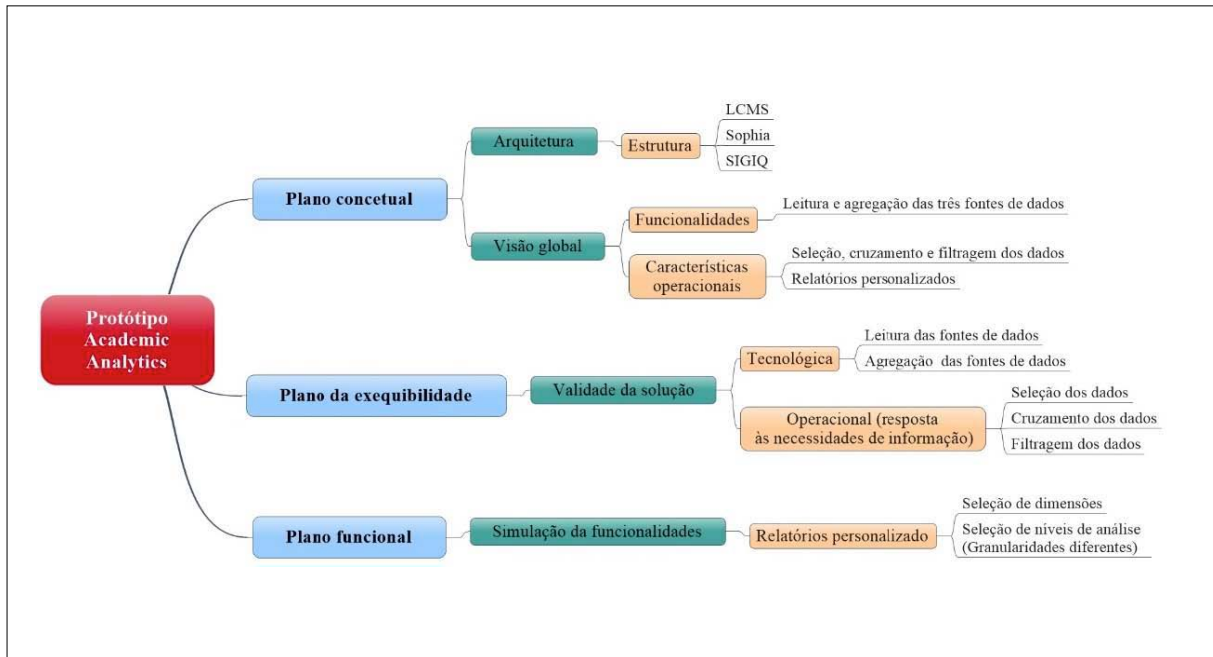 Protótipo
Academic
Analytics
Plano concetual
Arquitetura
Estrutura
LCMS
Sophia
SIGIQ
Visão global
Funcionalidades
Leitura e agregação das três fontes de dados
Características
operacionais
Seleção, cruzamento e filtragem dos dados
Relatórios personalizados
Plano da exequibilidade
Validade da solução
Tecnológica
Leitura das fontes de dados
Agregação das fontes de dados
Operacional (resposta
às necessidades de informação)
Seleção dos dados
Cruzamento dos dados
Filtragem dos dados
Plano funcional
Simulação da funcionalidades
Relatórios personalizado
Seleção de dimensões
Seleção de níveis de análise
(Granularidades diferentes)